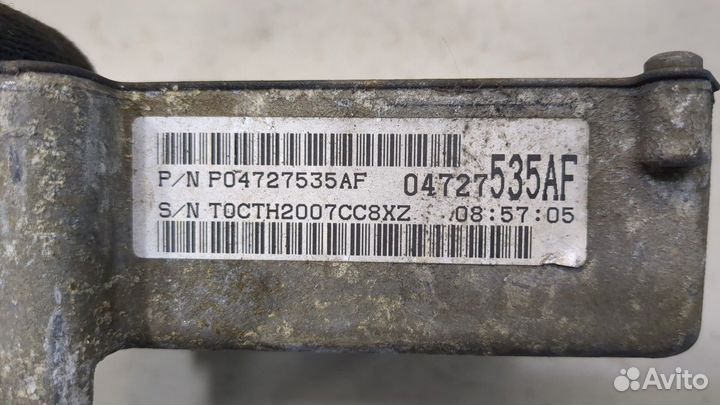 P/N P04727535AF 04727535AF
S/N T0CTH2007CC8XZ 08:57:05
Avito